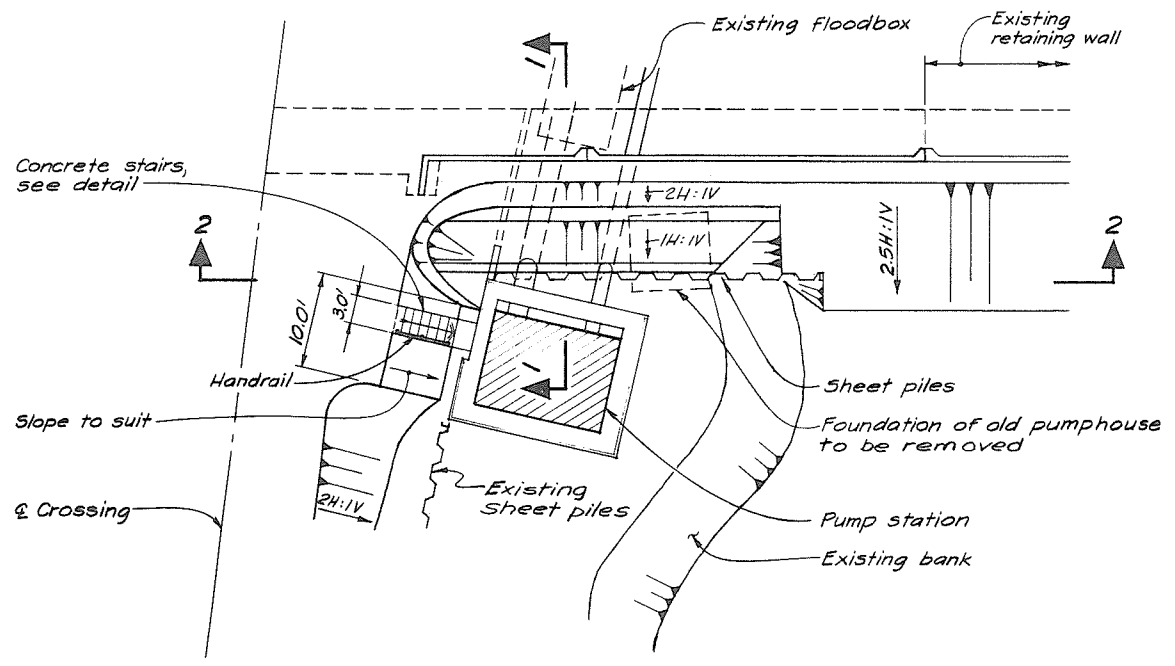 Existing floodbox
Existing
retaining wall
1
Concrete stairs,
see detail
2H:1V
1H:1V
2.5H:1V
2
2
10.0'
3.0'
Handrail
1
Slope to suit
Sheet piles
Foundation of old pumphouse
to be removed
2H:1V
Existing
Sheet piles
℄ Crossing
Pump station
Existing bank